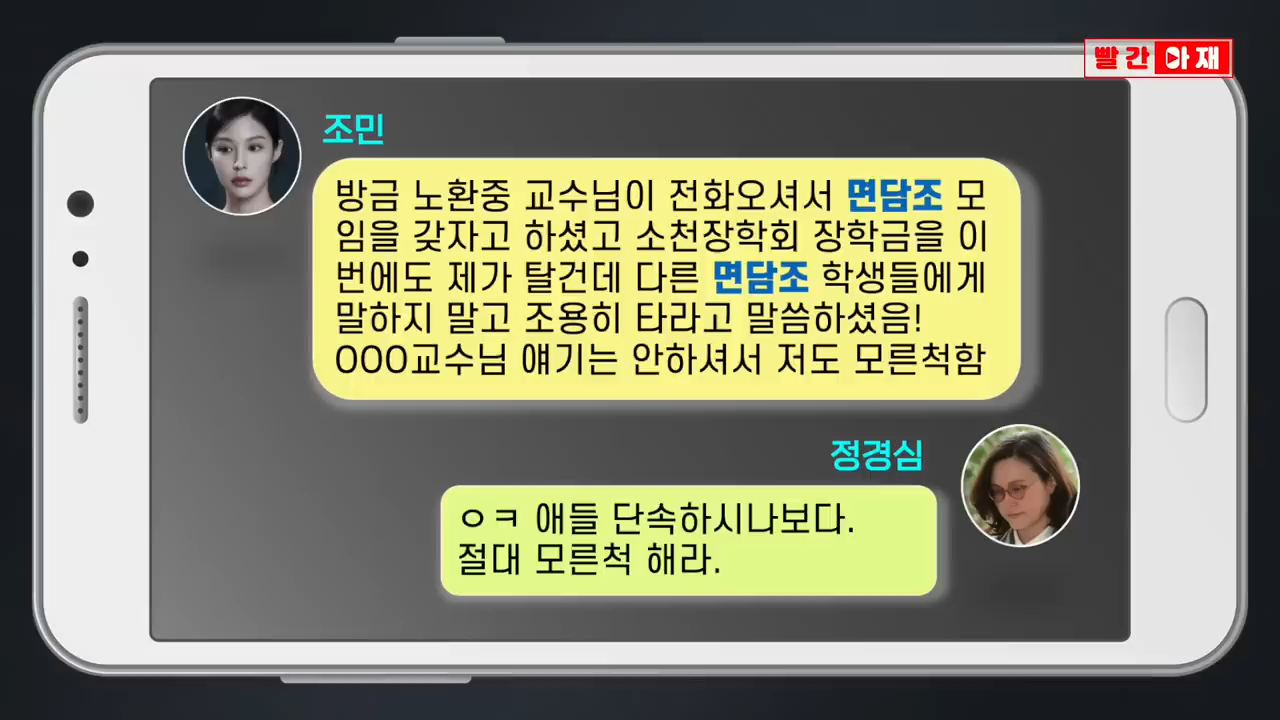 빨간아재
조민
방금 노환중 교수님이 전화오셔서 면담조 모
임을 갖자고 하셨고 소천장학회 장학금을 이
번에도 제가 탈건데 다른 면담조 학생들에게
말하지 말고 조용히 타라고 말씀하셨음!
OOO교수님 얘기는 안하셔서 저도 모른척함
정경심
ㅇㅋ 애들 단속하시나보다.
절대 모른척 해라.